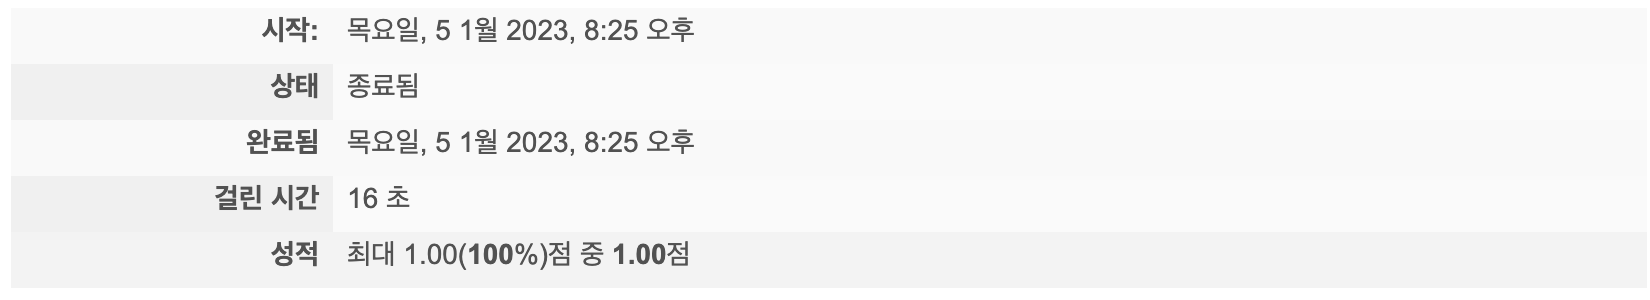 시작: 목요일, 5 1월 2023, 8:25 오후
상태 종료됨
완료됨 목요일, 5 1월 2023, 8:25 오후
걸린 시간 16 초
성적 최대 1.00(100%)점 중 1.00점